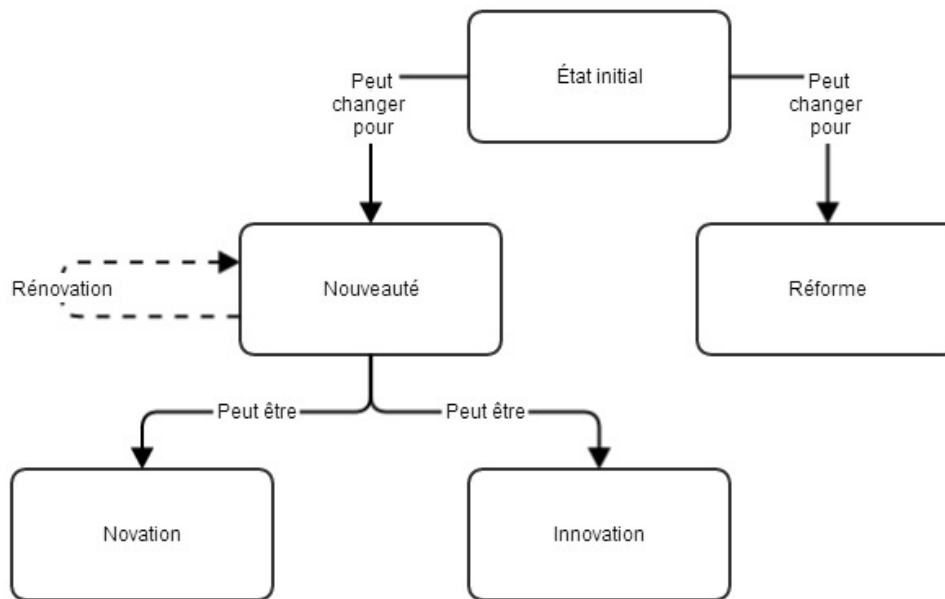 État initial
Peut
changer
pour
Peut
changer
pour
Rénovation
Nouveauté
Réforme
Peut être
Peut être
Novation
Innovation